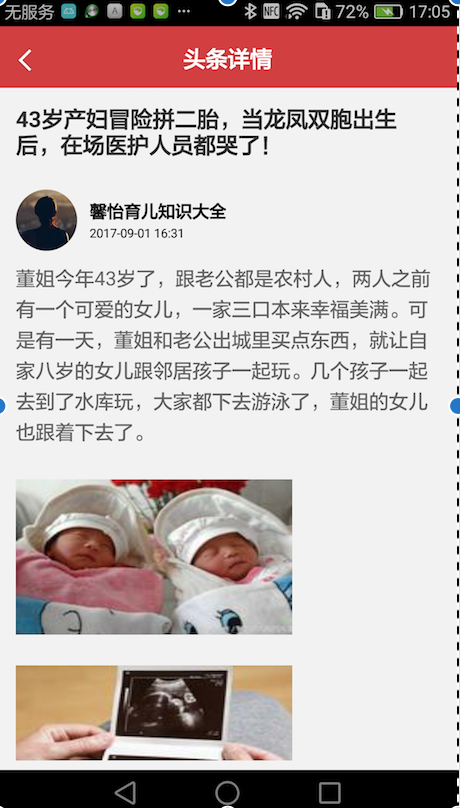 无服务 A ··· NFC 72% 17:05
头条详情
43岁产妇冒险拼二胎，当龙凤双胞出生
后，在场医护人员都哭了！
馨怡育儿知识大全
2017-09-01 16:31
董姐今年43岁了，跟老公都是农村人，两人之前
有一个可爱的女儿，一家三口本来幸福美满。可
是有一天，董姐和老公出城里买点东西，就让自
家八岁的女儿跟邻居孩子一起玩。几个孩子一起
去到了水库玩，大家都下去游泳了，董姐的女儿
也跟着下去了。